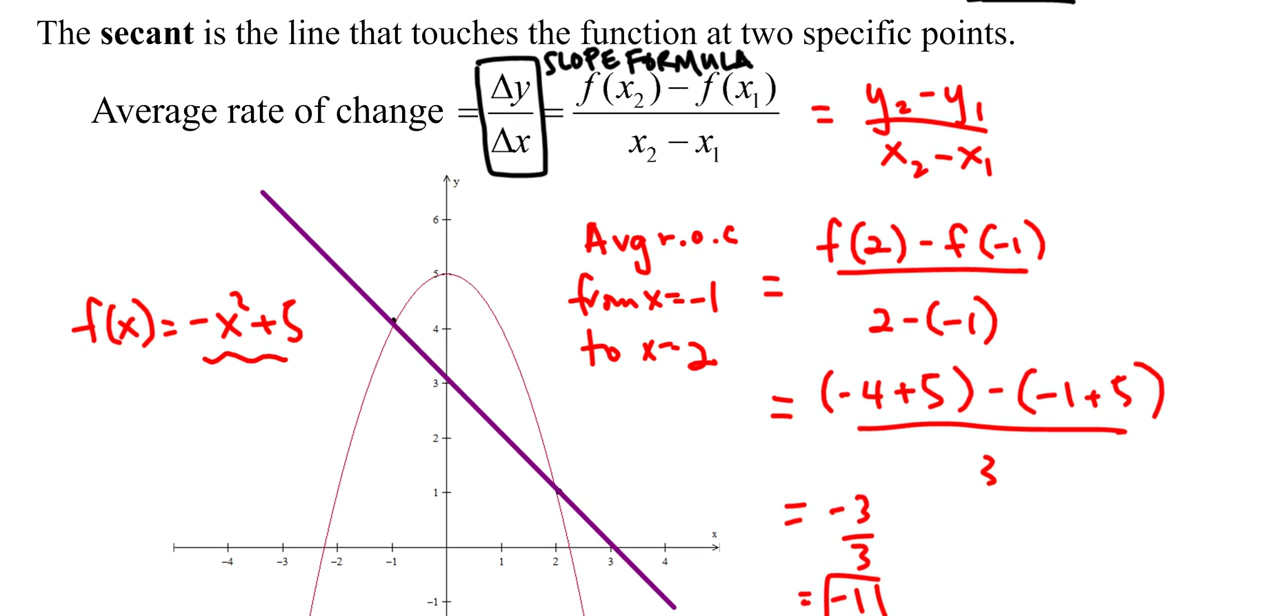 The secant is the line that touches the function at two specific points.
SLOPE FORMULA
Average rate of change = Δy/Δx = f(x₂) − f(x₁) / x₂ − x₁ = y₂ − y₁ / x₂ − x₁
f(x) = -x² + 5
Avg r.o.c
from x = -1
to x = 2
= f(2) - f(-1) / 2 - (-1)
= (-4+5) - (-1+5) / 3
= -3/3
= -1
y
6
5
4
3
2
1
-1
x
-4 -3 -2 -1 1 2 3 4